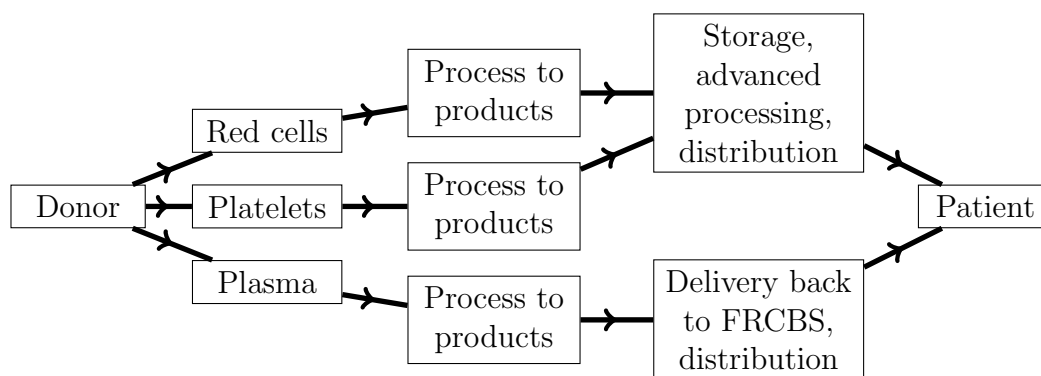 Donor
Red cells
Platelets
Plasma
Process to
products
Process to
products
Process to
products
Storage,
advanced
processing,
distribution
Delivery back
to FRCBS,
distribution
Patient